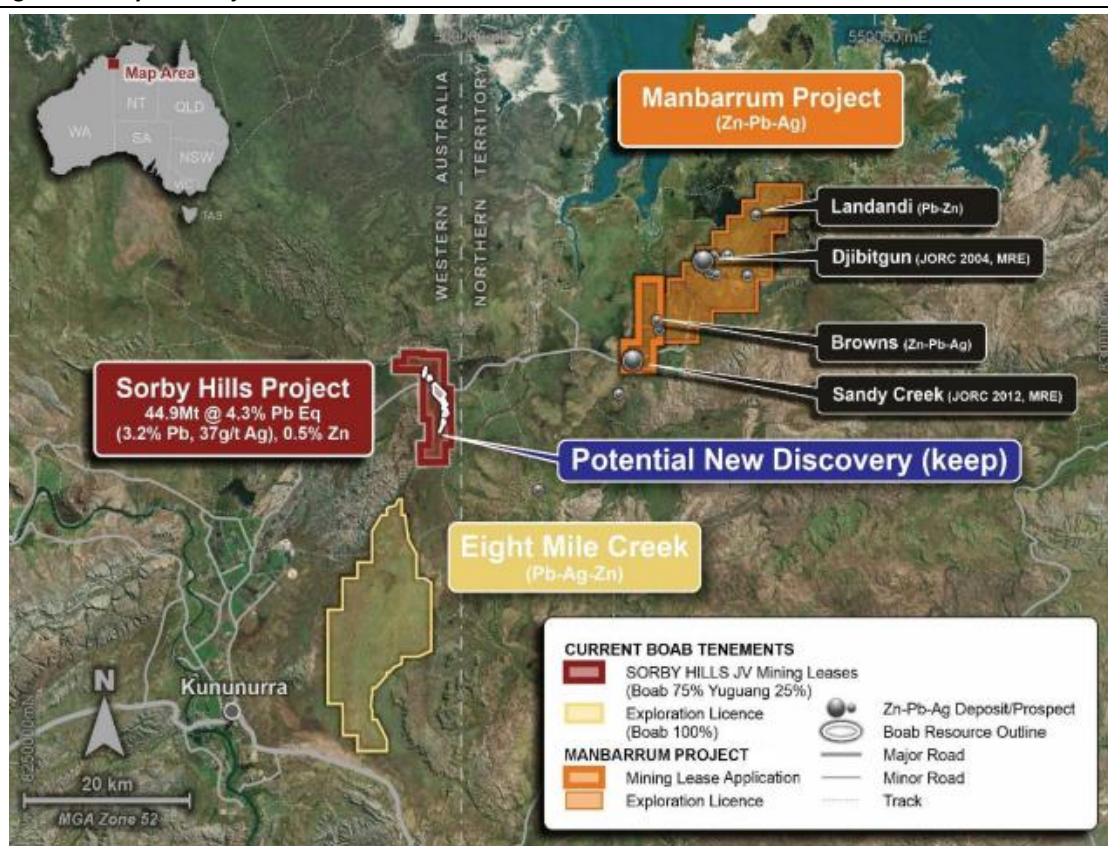 Map Area
WA
NT
QLD
SA
NSW
TAS
WESTERN AUSTRALIA
NORTHERN TERRITORY
550000mE
Manbarrum Project
(Zn-Pb-Ag)
Landandi (Pb-Zn)
Djibitgun (JORC 2004, MRE)
Browns (Zn-Pb-Ag)
Sandy Creek (JORC 2012, MRE)
Sorby Hills Project
44.9Mt @ 4.3% Pb Eq
(3.2% Pb, 37g/t Ag), 0.5% Zn
Potential New Discovery (keep)
Eight Mile Creek
(Pb-Ag-Zn)
Kununurra
N
20 km
MGA Zone 52
8250000mN
CURRENT BOAB TENEMENTS
SORBY HILLS JV Mining Leases
(Boab 75% Yuguang 25%)
Exploration Licence
(Boab 100%)
MANBARRUM PROJECT
Mining Lease Application
Exploration Licence
Zn-Pb-Ag Deposit/Prospect
Boab Resource Outline
Major Road
Minor Road
Track